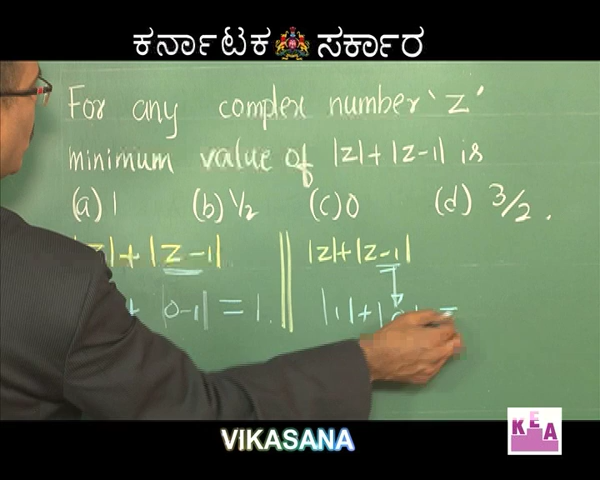 ಕರ್ನಾಟಕ ಸರ್ಕಾರ
For any complex number 'z'
minimum value of |z| + |z-1| is
(a) 1 (b) 1/2 (c) 0 (d) 3/2 .
|z| + |z-1| |z| + |z-1|
+ |0-1| = 1. |1| + |0| =
VIKASANA
KEA